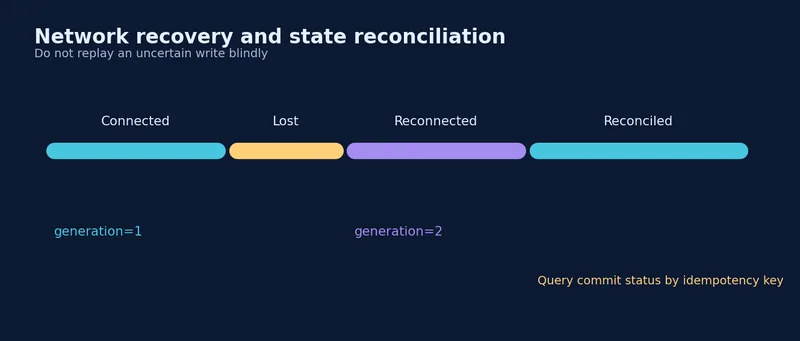 Network recovery and state reconciliation
Do not replay an uncertain write blindly
Connected
Lost
Reconnected
Reconciled
generation=1
generation=2
Query commit status by idempotency key